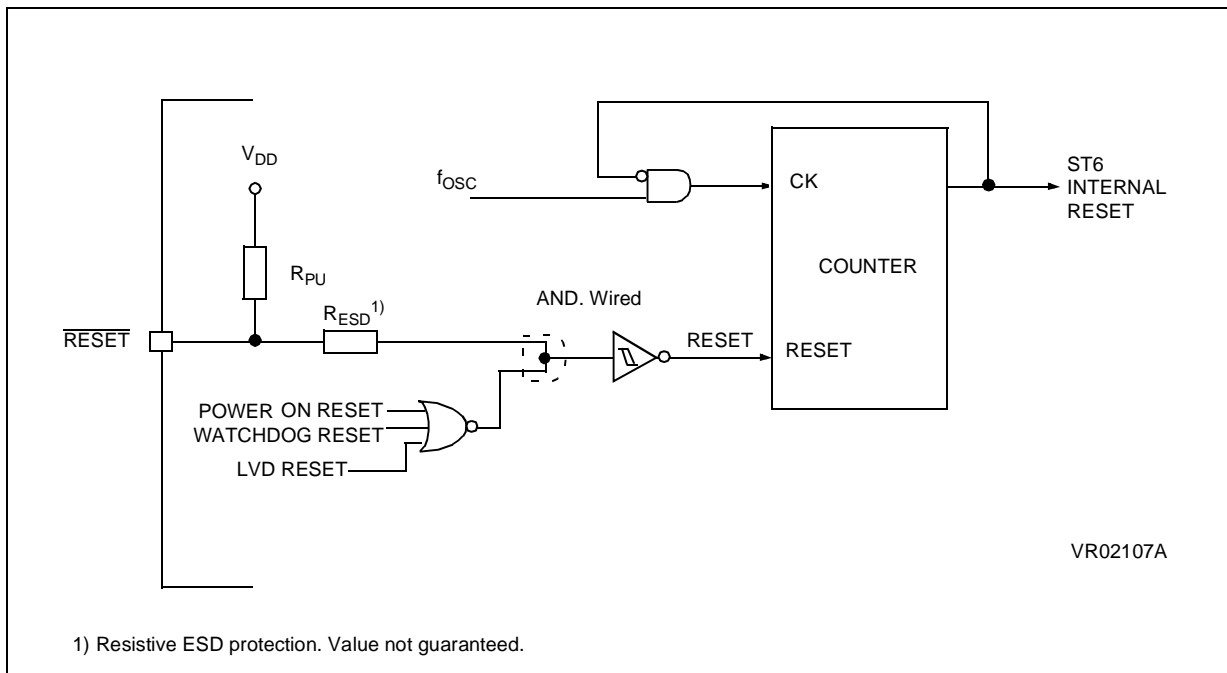 V_DD
f_OSC
CK
ST6
INTERNAL
RESET
R_PU
COUNTER
AND. Wired
R_ESD 1)
RESET
RESET
RESET
POWER ON RESET
WATCHDOG RESET
LVD RESET
VR02107A
1) Resistive ESD protection. Value not guaranteed.